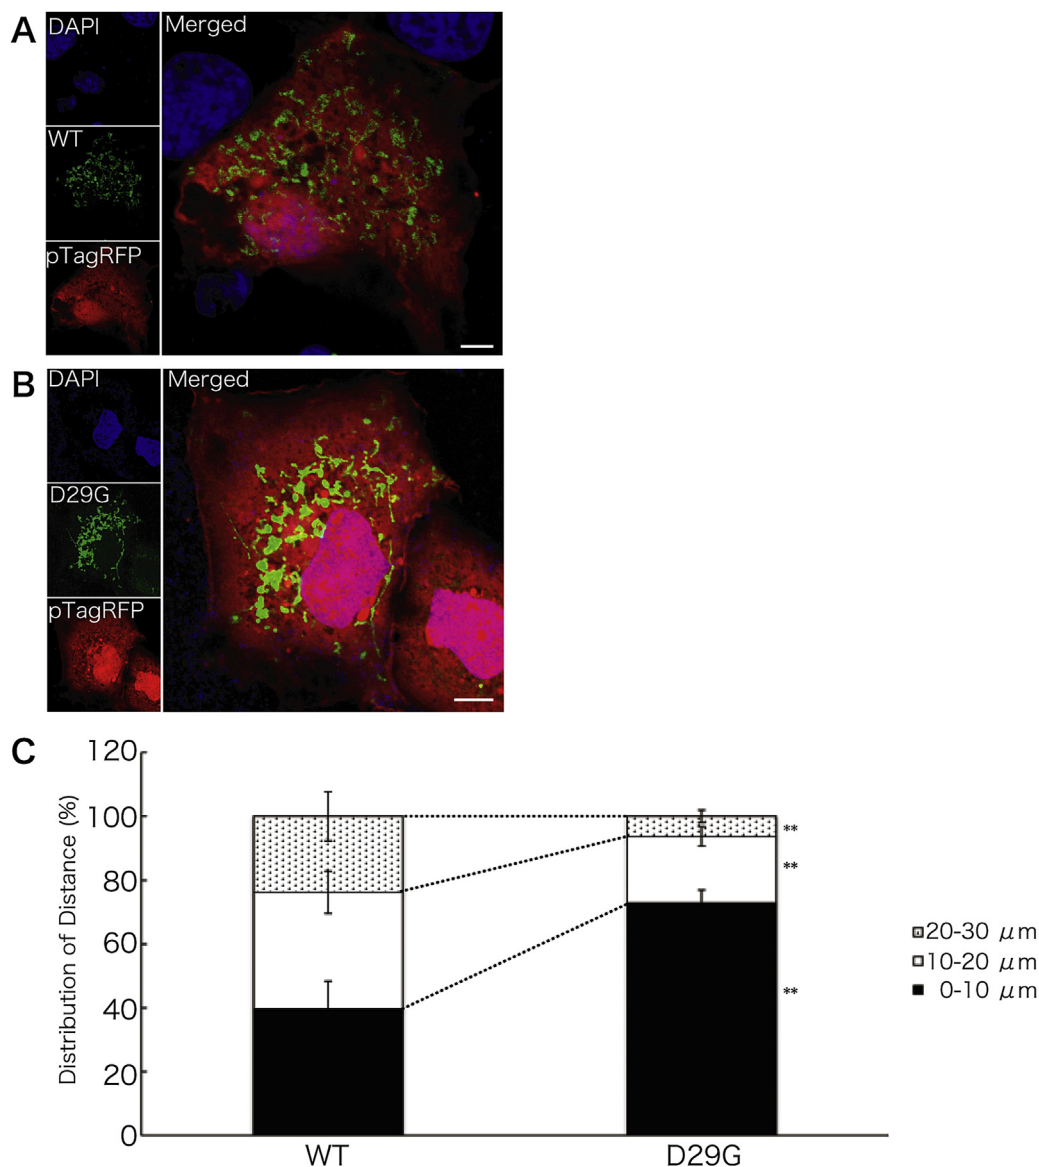 A
DAPI
Merged
WT
pTagRFP
B
DAPI
Merged
D29G
pTagRFP
C
Distribution of Distance (%)
120
100
80
60
40
20
0
**
**
**
20-30 μm
10-20 μm
0-10 μm
WT
D29G